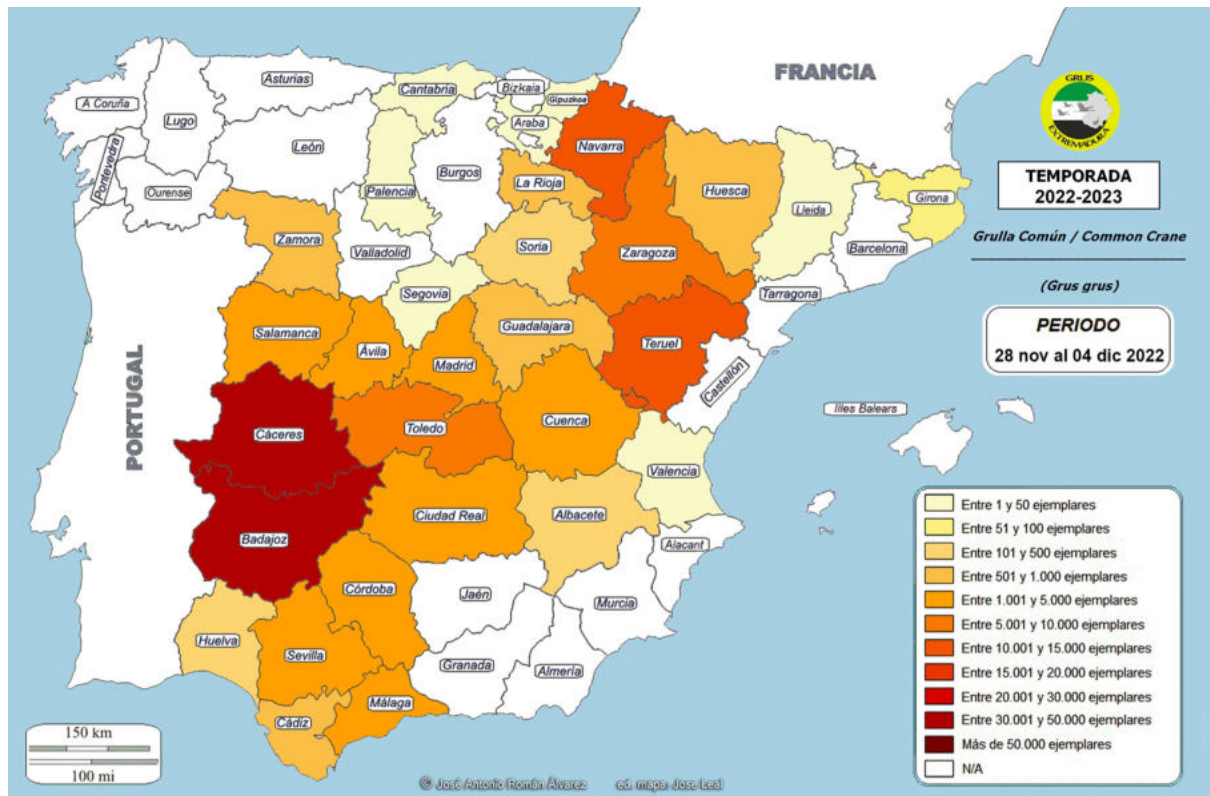 FRANCIA
GRUS
EXTREMADURA
TEMPORADA
2022-2023
Grulla Común / Common Crane
(Grus grus)
PERIODO
28 nov al 04 dic 2022
A Coruña
Lugo
Asturias
Cantabria
Bizkaia
Gipuzkoa
Araba
Navarra
Pontevedra
Ourense
León
Palencia
Burgos
La Rioja
Huesca
Lleida
Girona
Barcelona
Zamora
Valladolid
Soria
Zaragoza
Tarragona
Segovia
Salamanca
Ávila
Madrid
Guadalajara
Teruel
Castellón
Illes Balears
PORTUGAL
Cáceres
Toledo
Cuenca
Valencia
Badajoz
Ciudad Real
Albacete
Alacant
Córdoba
Jaén
Murcia
Huelva
Sevilla
Granada
Almería
Málaga
Cádiz
Entre 1 y 50 ejemplares
Entre 51 y 100 ejemplares
Entre 101 y 500 ejemplares
Entre 501 y 1.000 ejemplares
Entre 1.001 y 5.000 ejemplares
Entre 5.001 y 10.000 ejemplares
Entre 10.001 y 15.000 ejemplares
Entre 15.001 y 20.000 ejemplares
Entre 20.001 y 30.000 ejemplares
Entre 30.001 y 50.000 ejemplares
Más de 50.000 ejemplares
N/A
150 km
100 mi
© José Antonio Román Álvarez ed. mapa: Jose Leal